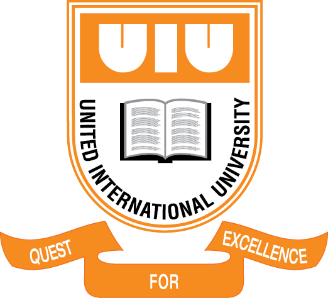 UIU
UNITED INTERNATIONAL UNIVERSITY
QUEST
FOR
EXCELLENCE